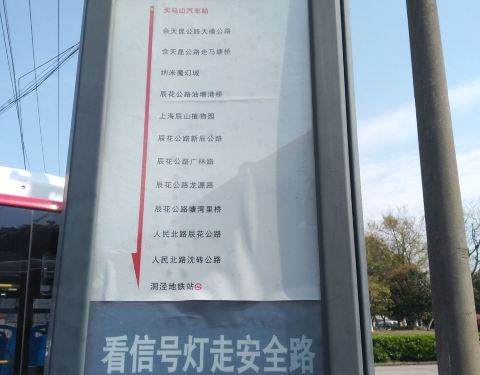 天马山汽车站
佘天昆公路天横公路
佘天昆公路走马塘桥
纳米魔幻城
辰花公路油墩港桥
上海辰山植物园
辰花公路新辰公路
辰花公路广林路
辰花公路龙源路
辰花公路塘湾里桥
人民北路辰花公路
人民北路沈砖公路
洞泾地铁站
看信号灯走安全路